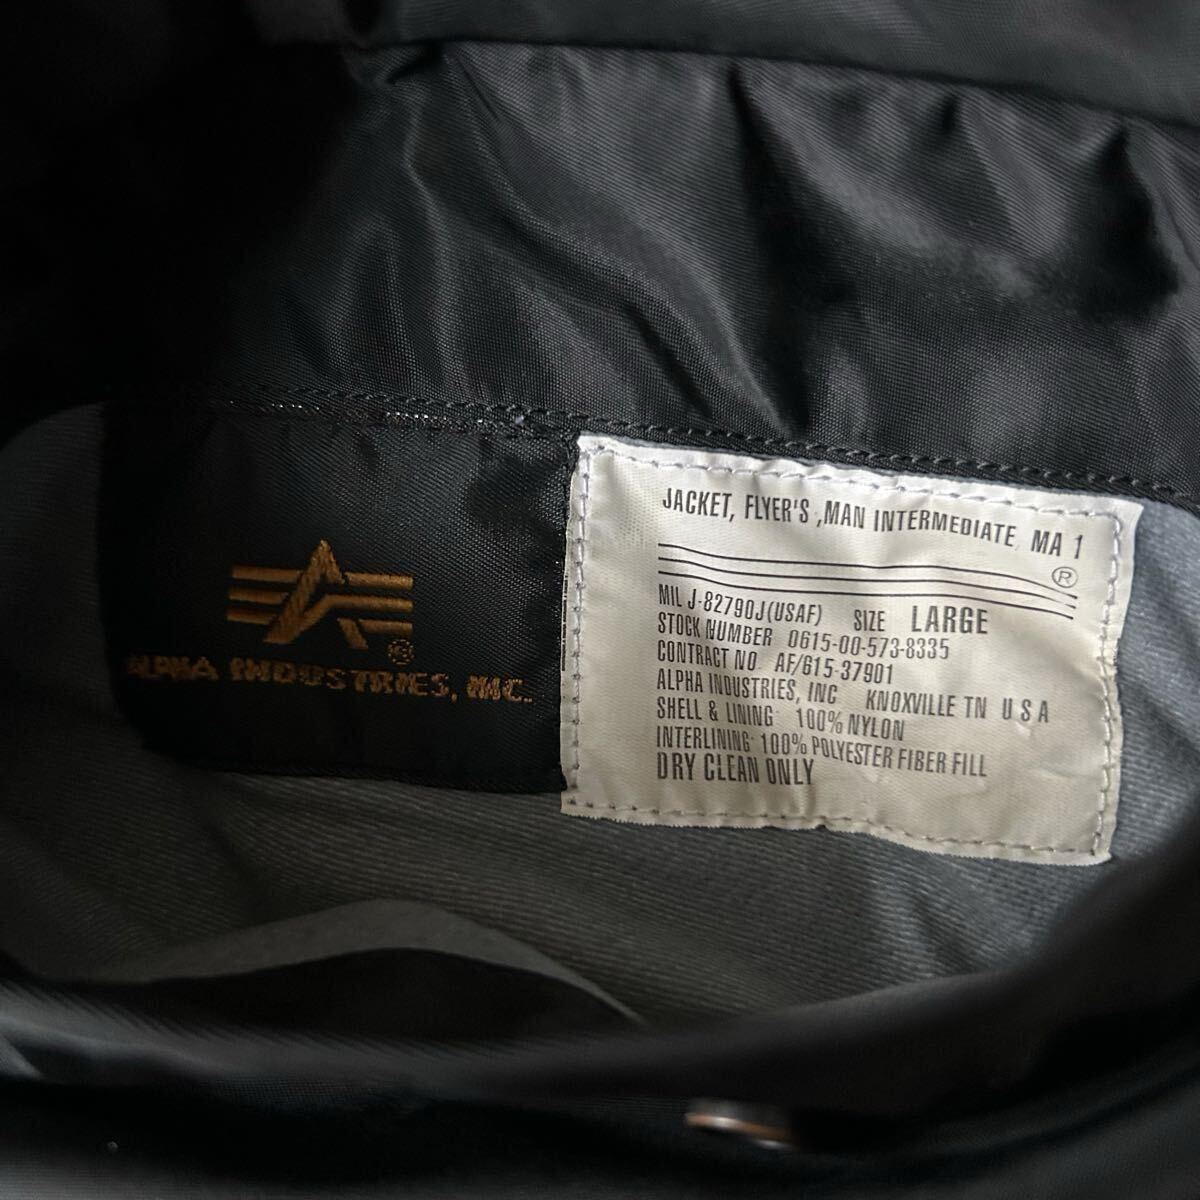 ALPHA INDUSTRIES, INC.
®
JACKET, FLYER'S ,MAN INTERMEDIATE, MA 1
®
MIL J-82790J(USAF) SIZE LARGE
STOCK NUMBER 0615-00-573-8335
CONTRACT NO. AF/615-37901
ALPHA INDUSTRIES, INC KNOXVILLE TN U S A
SHELL & LINING: 100% NYLON
INTERLINING: 100% POLYESTER FIBER FILL
DRY CLEAN ONLY